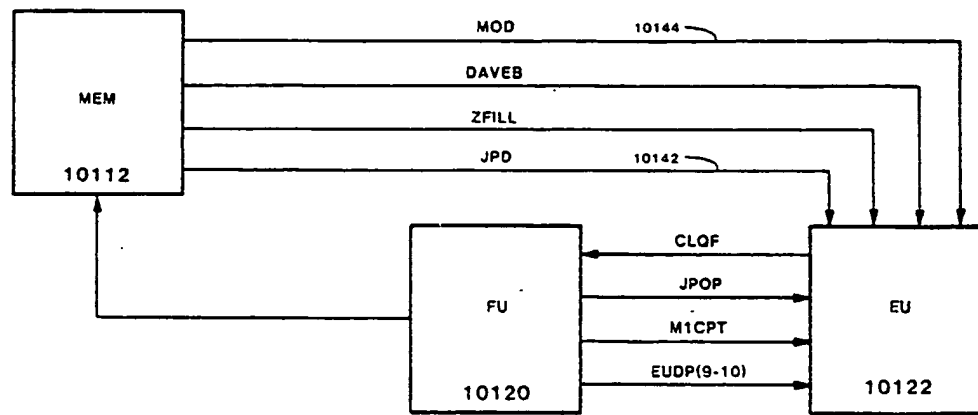 MOD
10144
DAVEB
MEM
ZFILL
JPD
10142
10112
CLQF
JPOP
FU
EU
M1CPT
EUDP(9-10)
10120
10122